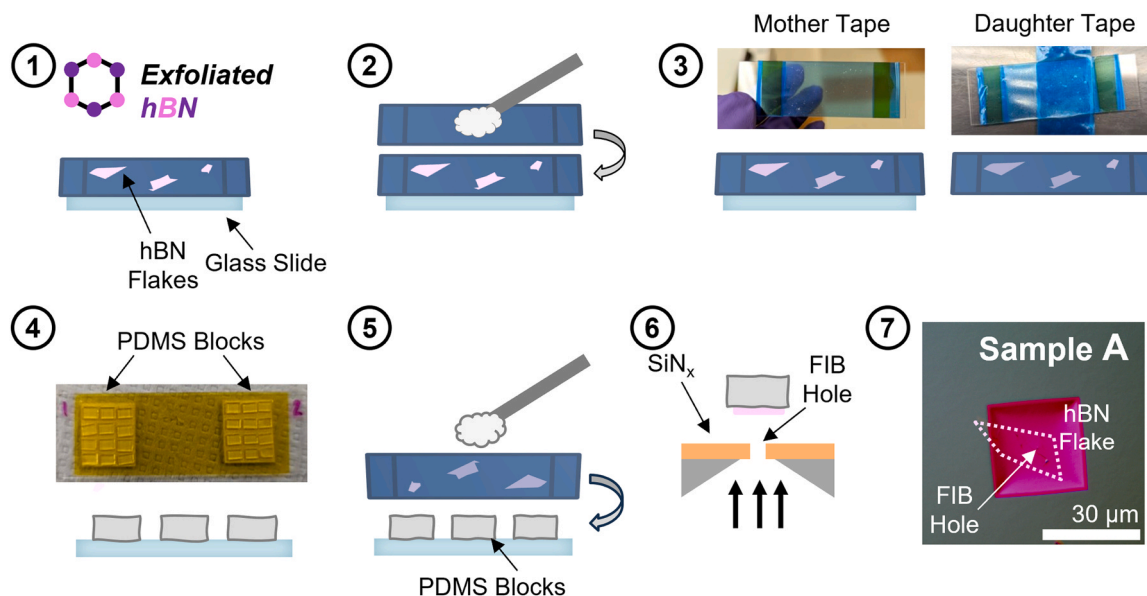 1
Exfoliated
hBN
hBN
Flakes
Glass Slide
2
3
Mother Tape
Daughter Tape
4
PDMS Blocks
1
2
5
PDMS Blocks
6
SiNx
FIB
Hole
7
Sample A
hBN
Flake
FIB
Hole
30 µm